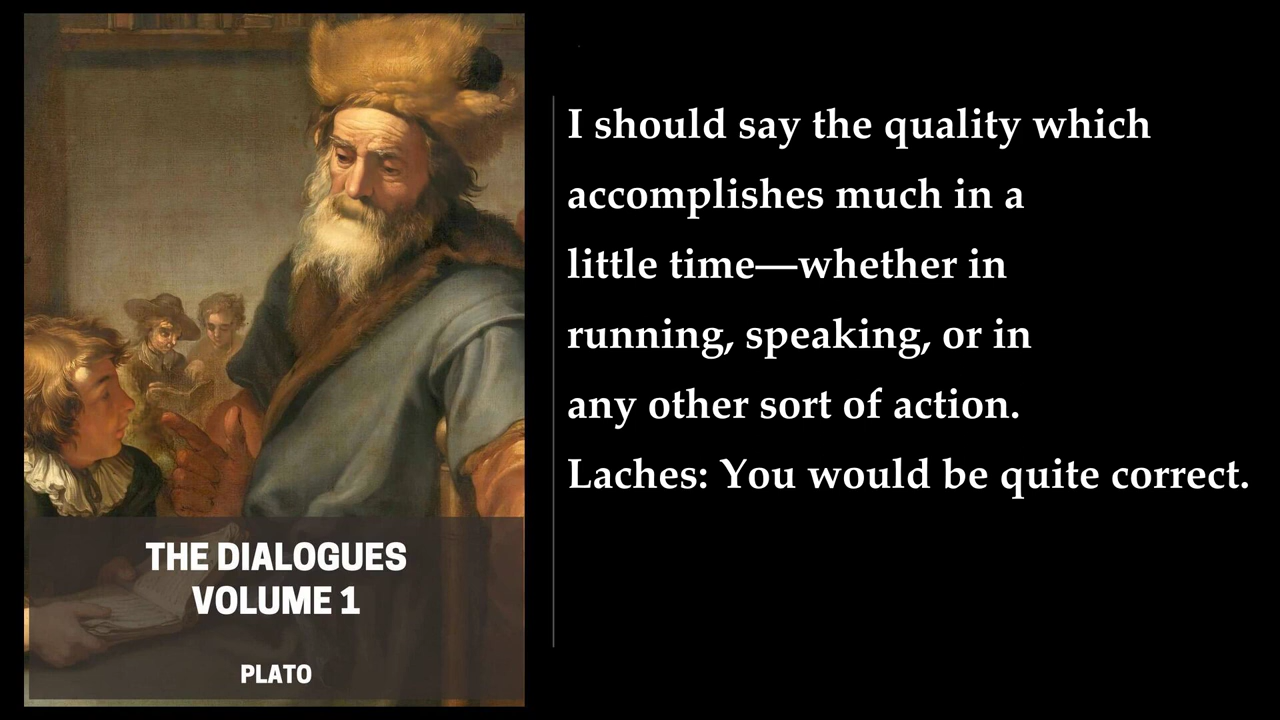 THE DIALOGUES
VOLUME 1
PLATO
I should say the quality which
accomplishes much in a
little time—whether in
running, speaking, or in
any other sort of action.
Laches: You would be quite correct.